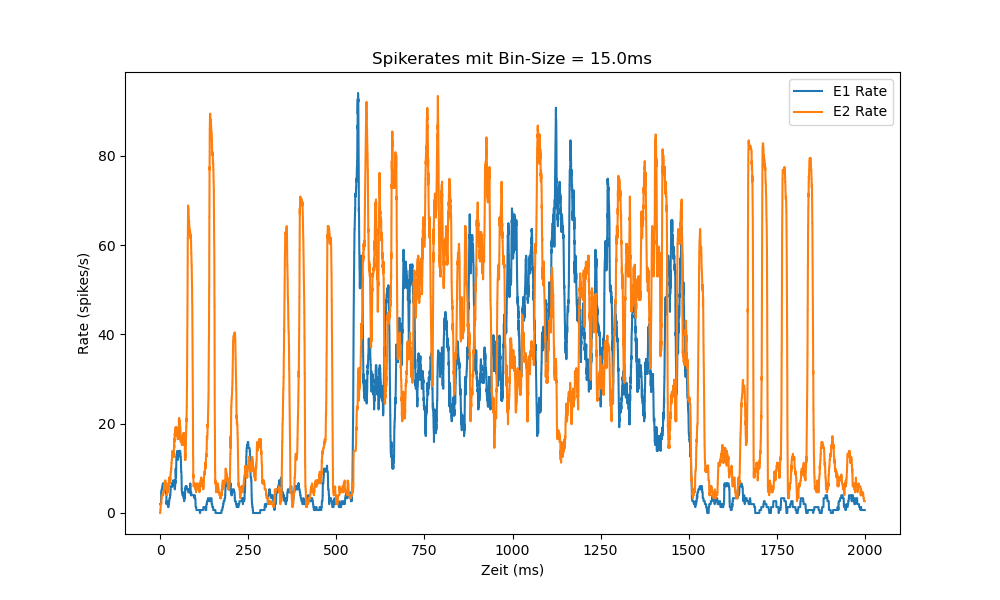 Spikerates mit Bin-Size = 15.0ms
E1 Rate
E2 Rate
Rate (spikes/s)
80
60
40
20
0
0 250 500 750 1000 1250 1500 1750 2000
Zeit (ms)